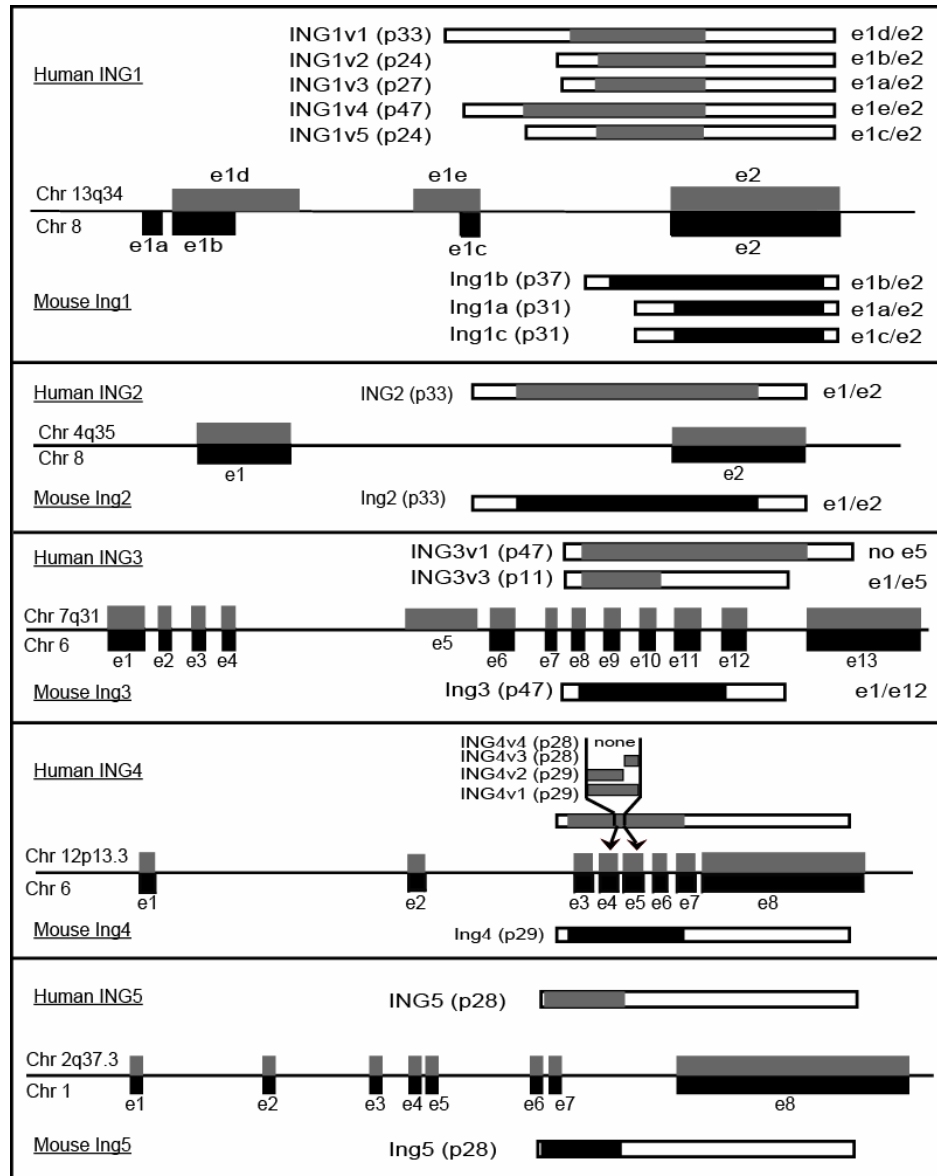 ING1v1 (p33) e1d/e2
Human ING1 ING1v2 (p24) e1b/e2
ING1v3 (p27) e1a/e2
ING1v4 (p47) e1e/e2
ING1v5 (p24) e1c/e2
e1d e1e e2
Chr 13q34
Chr 8
e1a e1b e1c e2
Ing1b (p37) e1b/e2
Mouse Ing1 Ing1a (p31) e1a/e2
Ing1c (p31) e1c/e2
Human ING2 ING2 (p33) e1/e2
Chr 4q35
Chr 8
e1 e2
Mouse Ing2 Ing2 (p33) e1/e2
Human ING3 ING3v1 (p47) no e5
ING3v3 (p11) e1/e5
Chr 7q31
Chr 6
e1 e2 e3 e4 e5 e6 e7 e8 e9 e10 e11 e12 e13
Mouse Ing3 Ing3 (p47) e1/e12
ING4v4 (p28) none
ING4v3 (p28)
Human ING4 ING4v2 (p29)
ING4v1 (p29)
Chr 12p13.3
Chr 6
e1 e2 e3 e4 e5 e6 e7 e8
Mouse Ing4 Ing4 (p29)
Human ING5 ING5 (p28)
Chr 2q37.3
Chr 1
e1 e2 e3 e4 e5 e6 e7 e8
Mouse Ing5 Ing5 (p28)